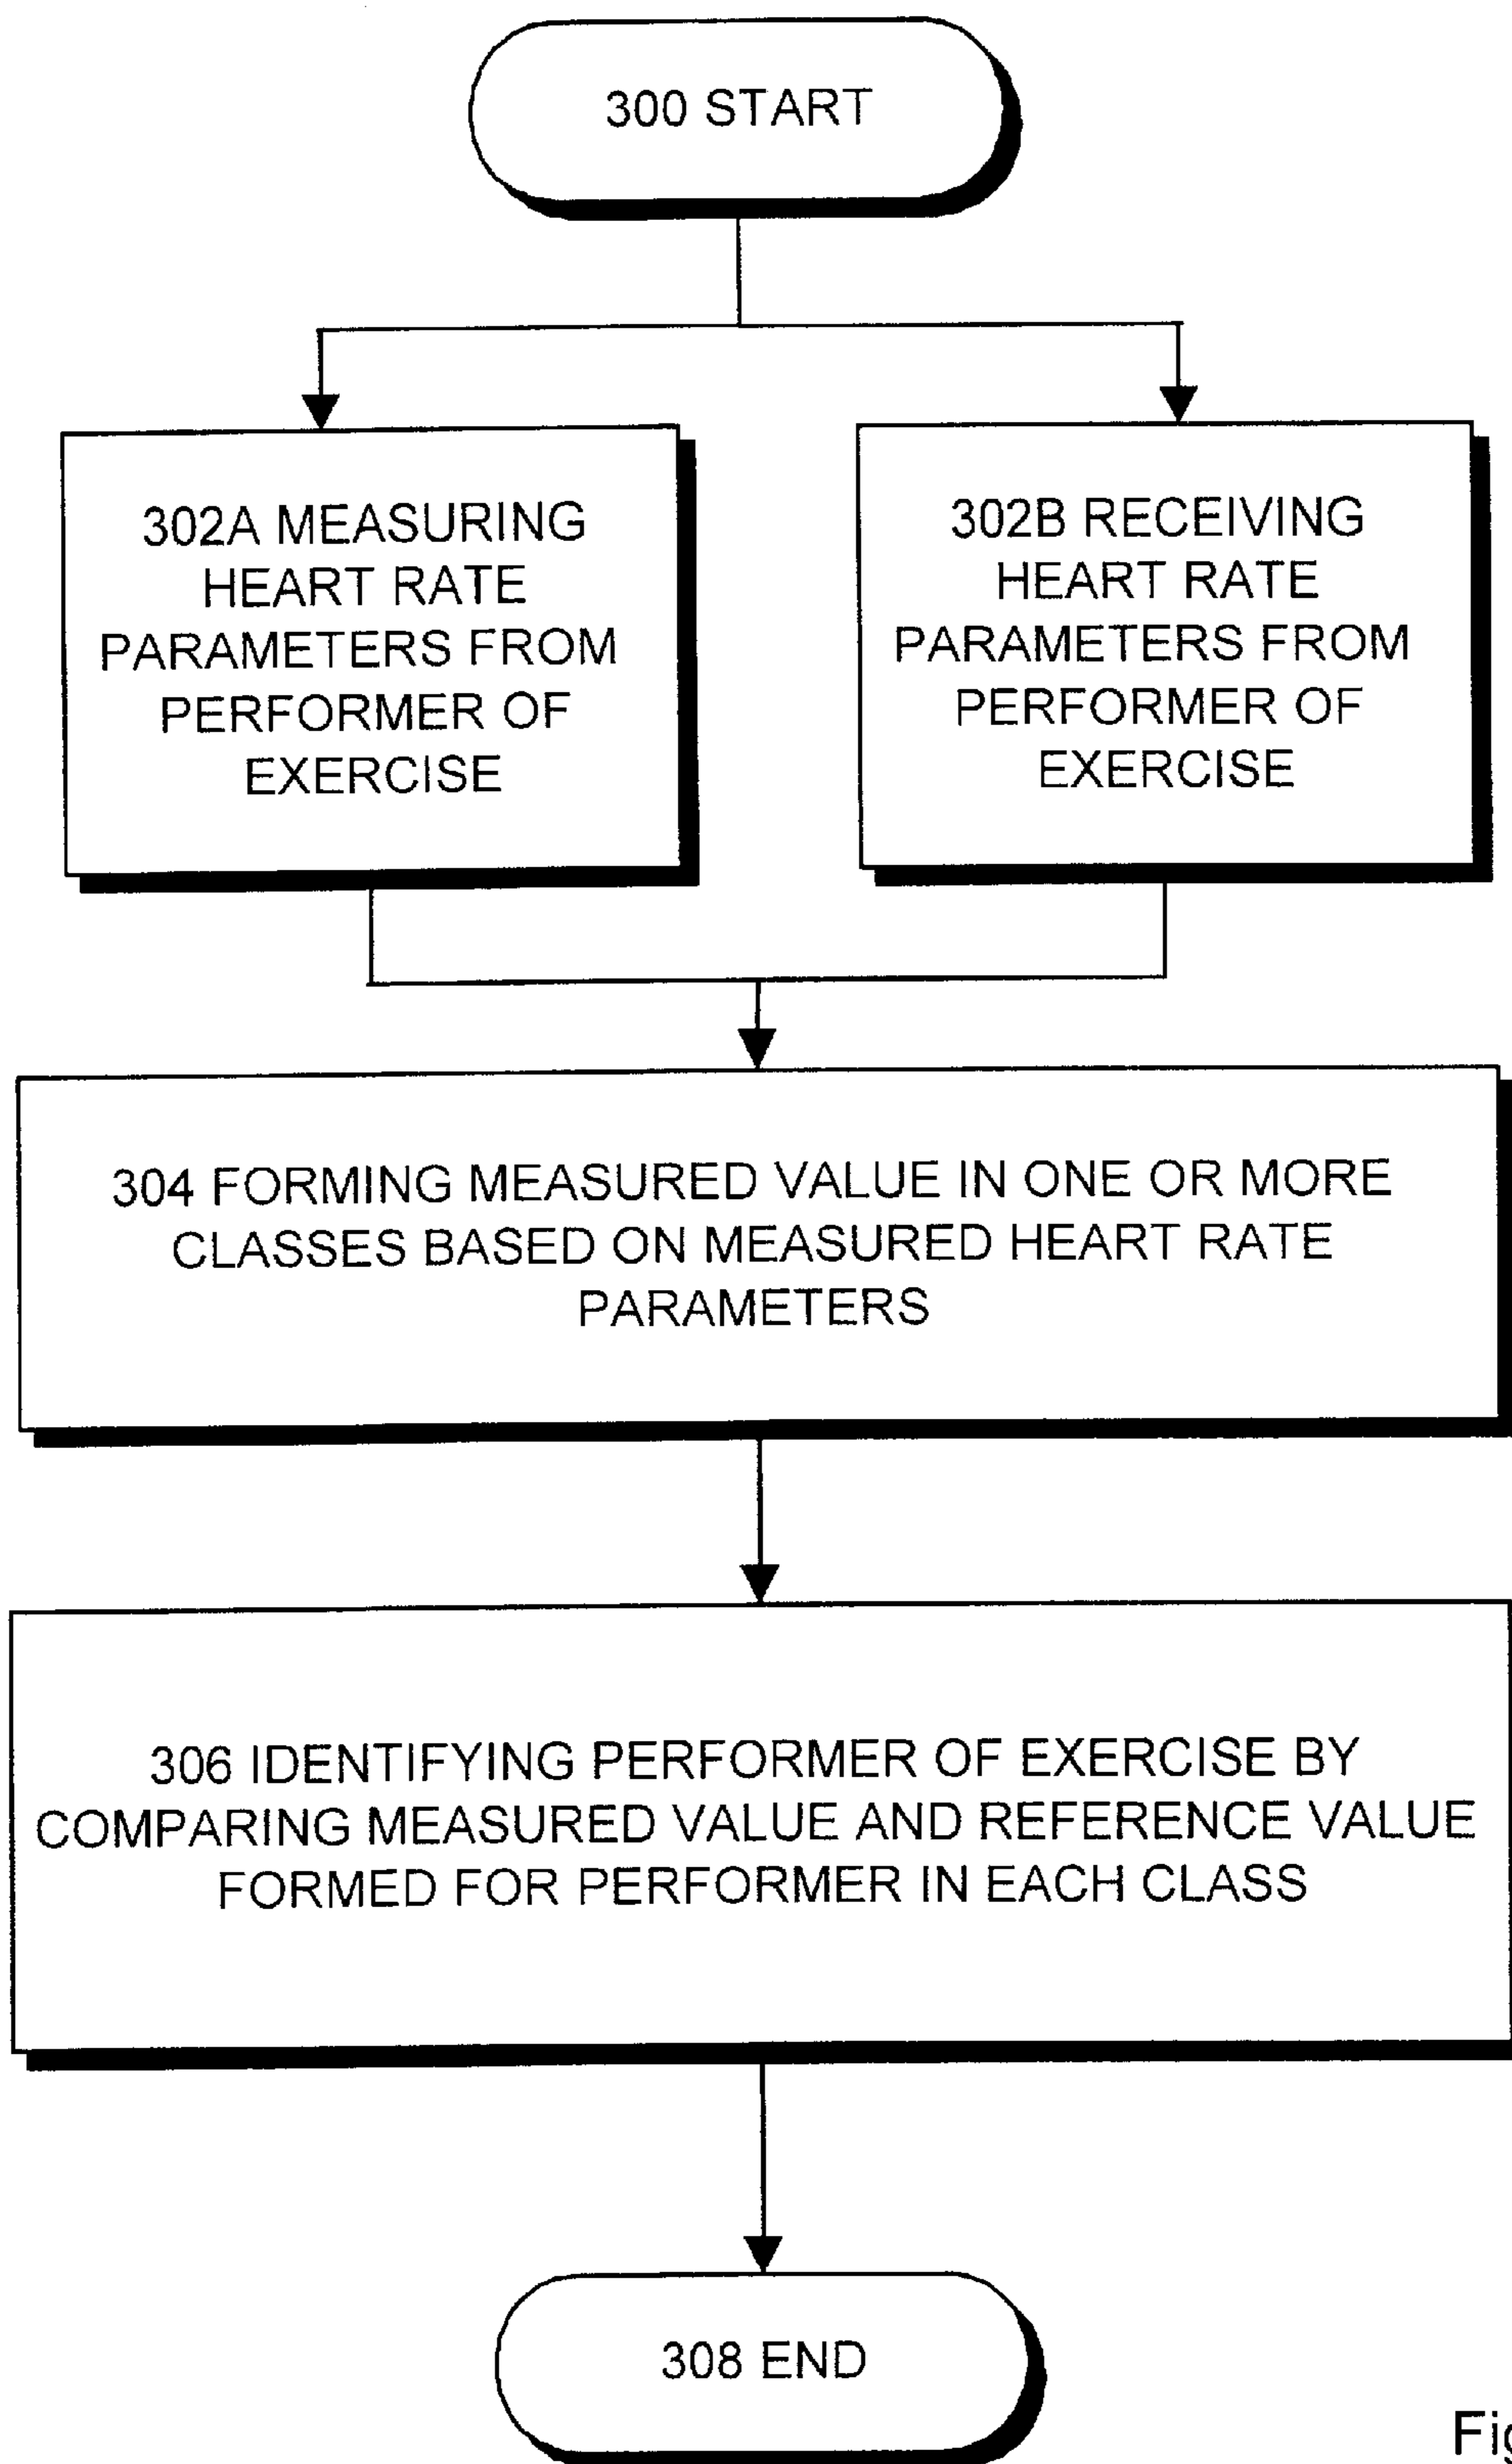 300 START
302A MEASURING
HEART RATE
PARAMETERS FROM
PERFORMER OF
EXERCISE
302B RECEIVING
HEART RATE
PARAMETERS FROM
PERFORMER OF
EXERCISE
304 FORMING MEASURED VALUE IN ONE OR MORE
CLASSES BASED ON MEASURED HEART RATE
PARAMETERS
306 IDENTIFYING PERFORMER OF EXERCISE BY
COMPARING MEASURED VALUE AND REFERENCE VALUE
FORMED FOR PERFORMER IN EACH CLASS
308 END